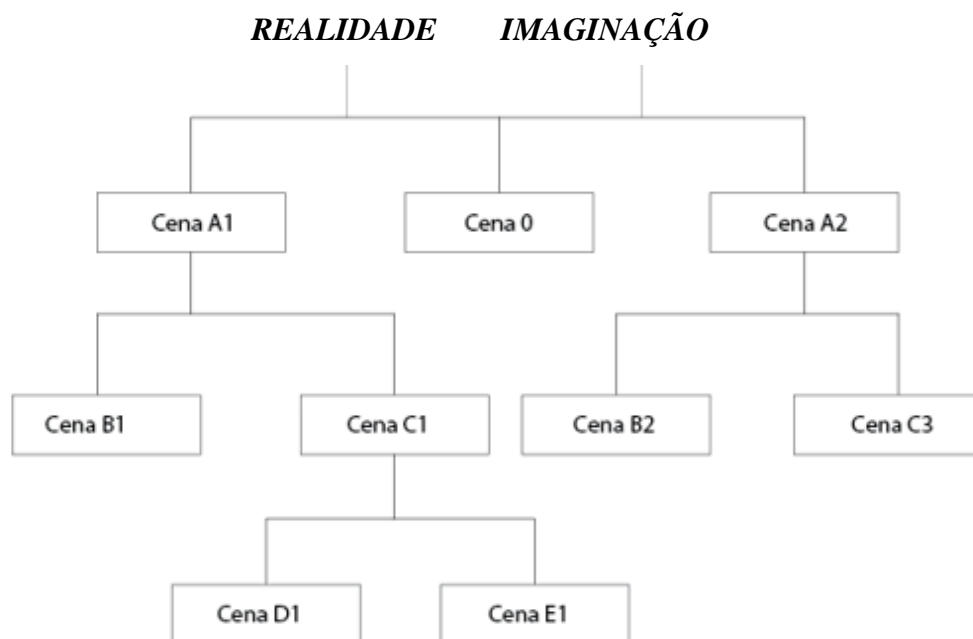 REALIDADE IMAGINAÇÃO
Cena A1 Cena 0 Cena A2
Cena B1 Cena C1 Cena B2 Cena C3
Cena D1 Cena E1